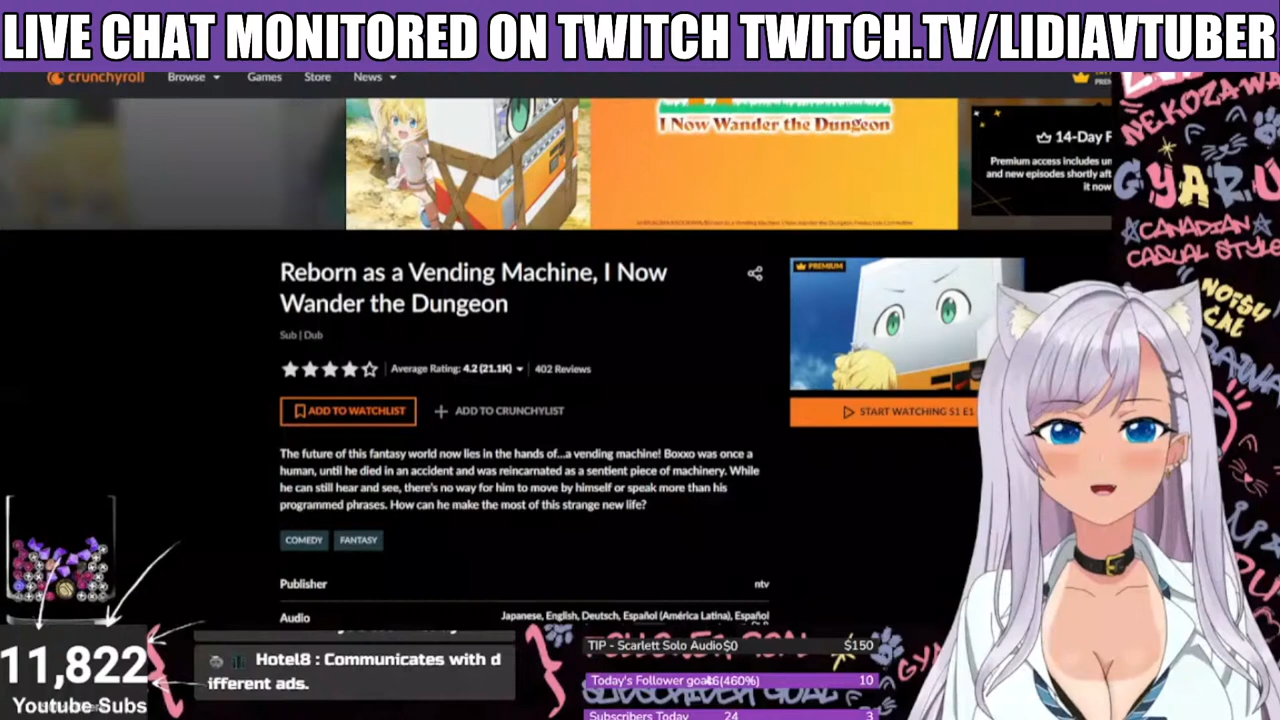 LIVE CHAT MONITORED ON TWITCH TWITCH.TV/LIDIAVTUBER
crunchyroll Browse Games Store News
I Now Wander the Dungeon
14-Day
Premium access includes
and new episodes shortly
it now
NEKOZAWA
GYARU
CANADIAN
CASUAL STYLE
NOISY
CAT
Reborn as a Vending Machine, I Now
Wander the Dungeon
Sub | Dub
Average Rating: 4.2 (21.1K) 402 Reviews
ADD TO WATCHLIST ADD TO CRUNCHYLIST
PREMIUM
START WATCHING S1 E1
The future of this fantasy world now lies in the hands of...a vending machine! Boxxo was once a
human, until he died in an accident and was reincarnated as a sentient piece of machinery. While
he can still hear and see, there's no way for him to move by himself or speak more than his
programmed phrases. How can he make the most of this strange new life?
COMEDY FANTASY
Publisher ntv
Audio Japanese, English, Deutsch, Español (América Latina), Español
11,822
Youtube Subs
Hotel8 : Communicates with d
ifferent ads.
TIP - Scarlett Solo Audio $0 $150
Today's Follower goal 46 (460%) 10
SUBSCRIBER GOAL
Subscribers Today 24 3